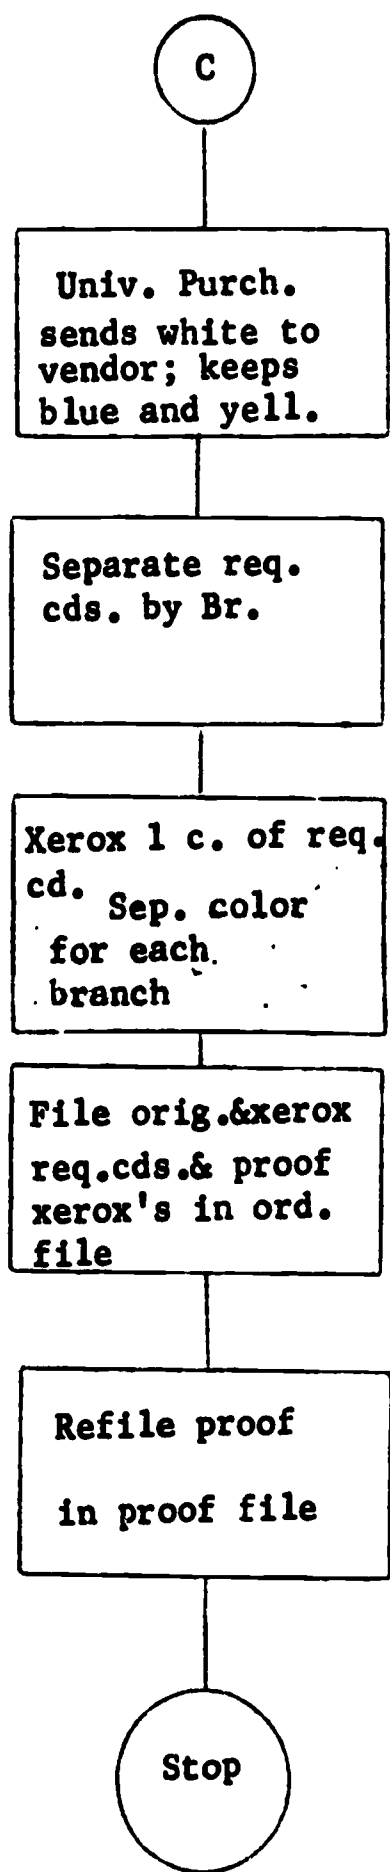 C
Univ. Purch.
sends white to
vendor; keeps
blue and yell.
Separate req.
cds. by Br.
Xerox 1 c. of req.
cd. Sep. color
for each
branch
File orig.&xerox
req.cds.& proof
xerox's in ord.
file
Refile proof
in proof file
Stop